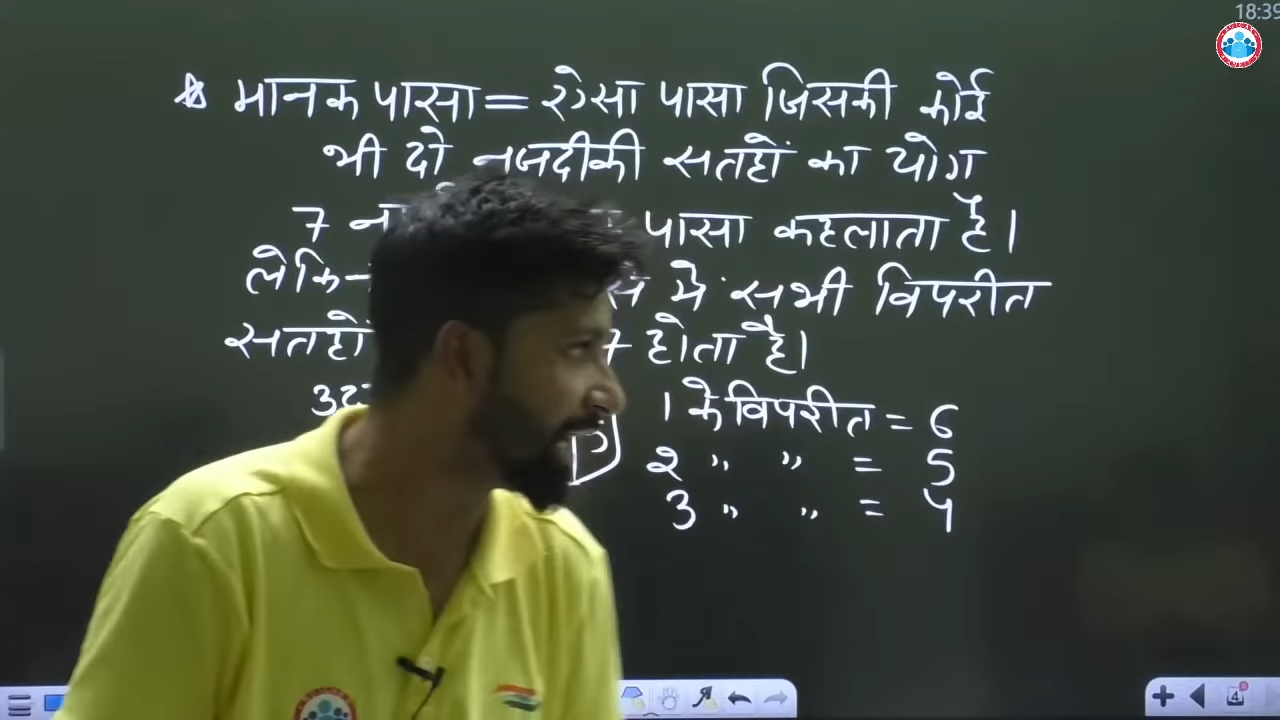 18:39
मानक पासा = ऐसा पासा जिसकी कोई
भी दो नजदीकी सतहों का योग
7 पासा कहलाता है।
में सभी विपरीत
सतहों 7 होता है।
1 के विपरीत = 6
2 " " = 5
3 " " = 4